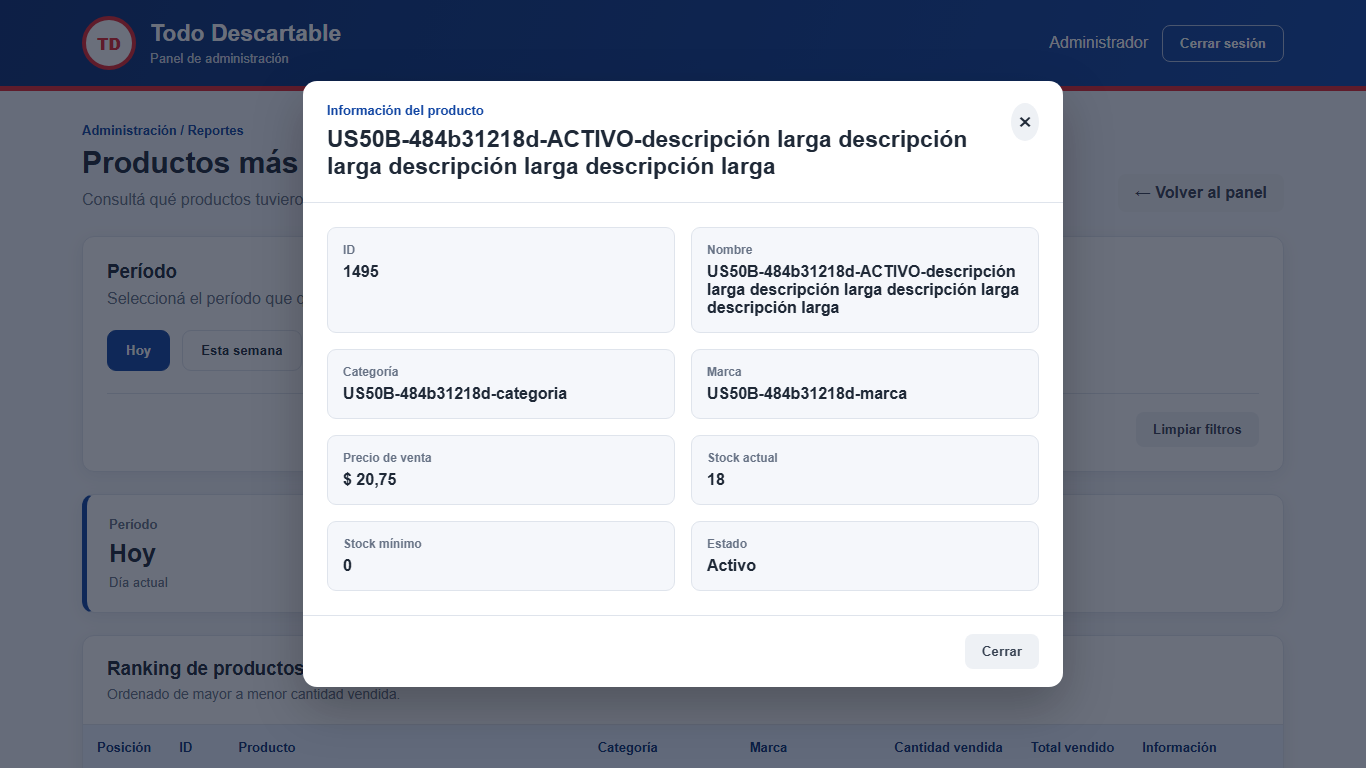 TD
Todo Descartable
Panel de administración
Administrador
Cerrar sesión
Administración / Reportes
Productos más
Consultá qué productos tuviero
← Volver al panel
Período
Seleccioná el período que
Hoy
Esta semana
Limpiar filtros
Período
Hoy
Día actual
Ranking de productos
Ordenado de mayor a menor cantidad vendida.
Posición ID Producto Categoría Marca Cantidad vendida Total vendido Información
Información del producto
US50B-484b31218d-ACTIVO-descripción larga descripción
larga descripción larga descripción larga
×
ID
1495
Nombre
US50B-484b31218d-ACTIVO-descripción
larga descripción larga descripción larga
descripción larga
Categoría
US50B-484b31218d-categoria
Marca
US50B-484b31218d-marca
Precio de venta
$ 20,75
Stock actual
18
Stock mínimo
0
Estado
Activo
Cerrar